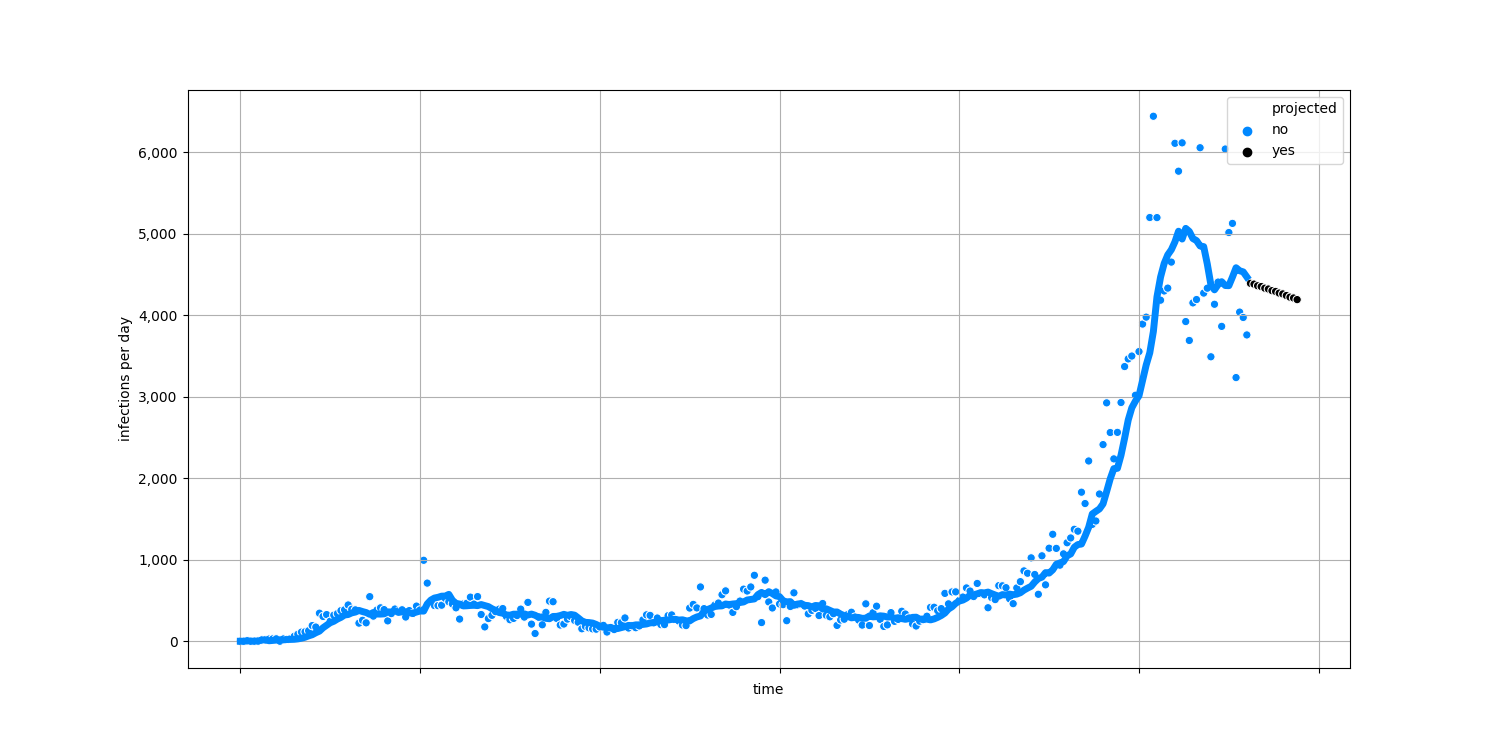 projected
no
yes
6,000
5,000
4,000
3,000
2,000
1,000
0
infections per day
time